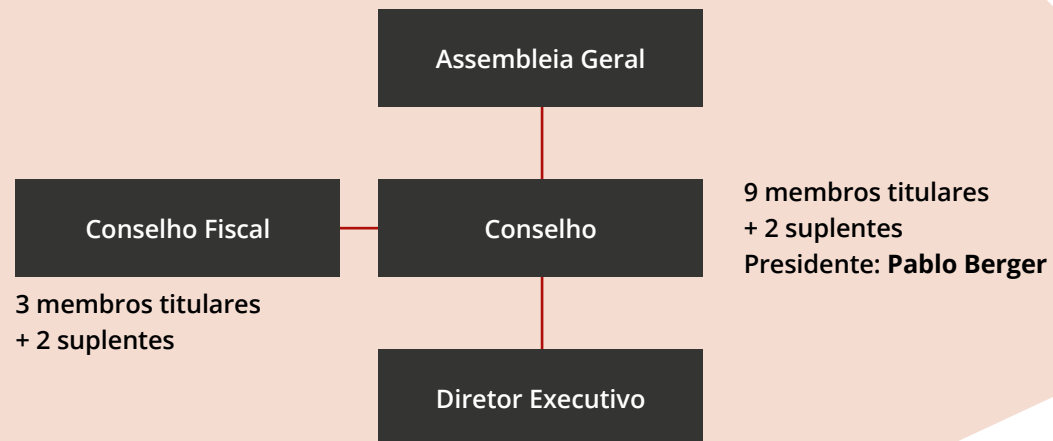 Assembleia Geral
Conselho Fiscal
Conselho
9 membros titulares
+ 2 suplentes
Presidente: Pablo Berger
3 membros titulares
+ 2 suplentes
Diretor Executivo